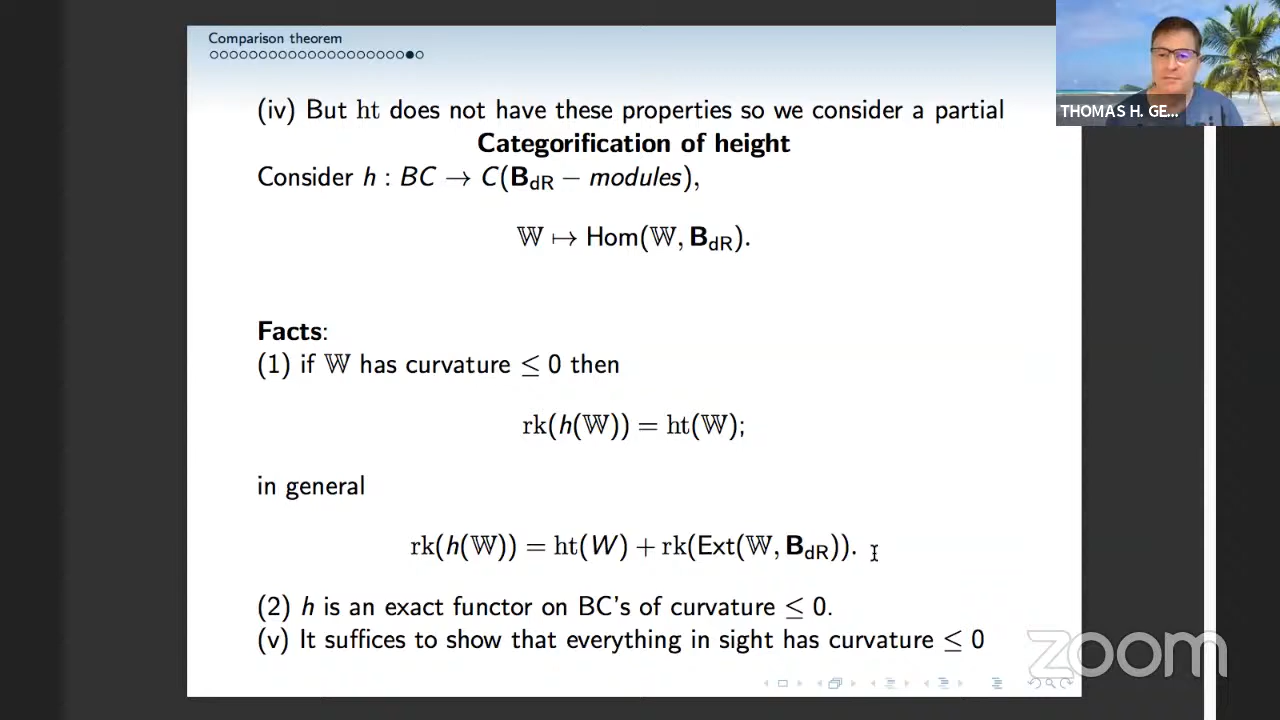 Comparison theorem
(iv) But ht does not have these properties so we consider a partial
Categorification of height
Consider h : BC → C(B_dR − modules),
𝕎 ↦ Hom(𝕎, B_dR).
Facts:
(1) if 𝕎 has curvature ≤ 0 then
rk(h(𝕎)) = ht(𝕎);
in general
rk(h(𝕎)) = ht(W) + rk(Ext(𝕎, B_dR)).
(2) h is an exact functor on BC's of curvature ≤ 0.
(v) It suffices to show that everything in sight has curvature ≤ 0
THOMAS H. GE...
zoom